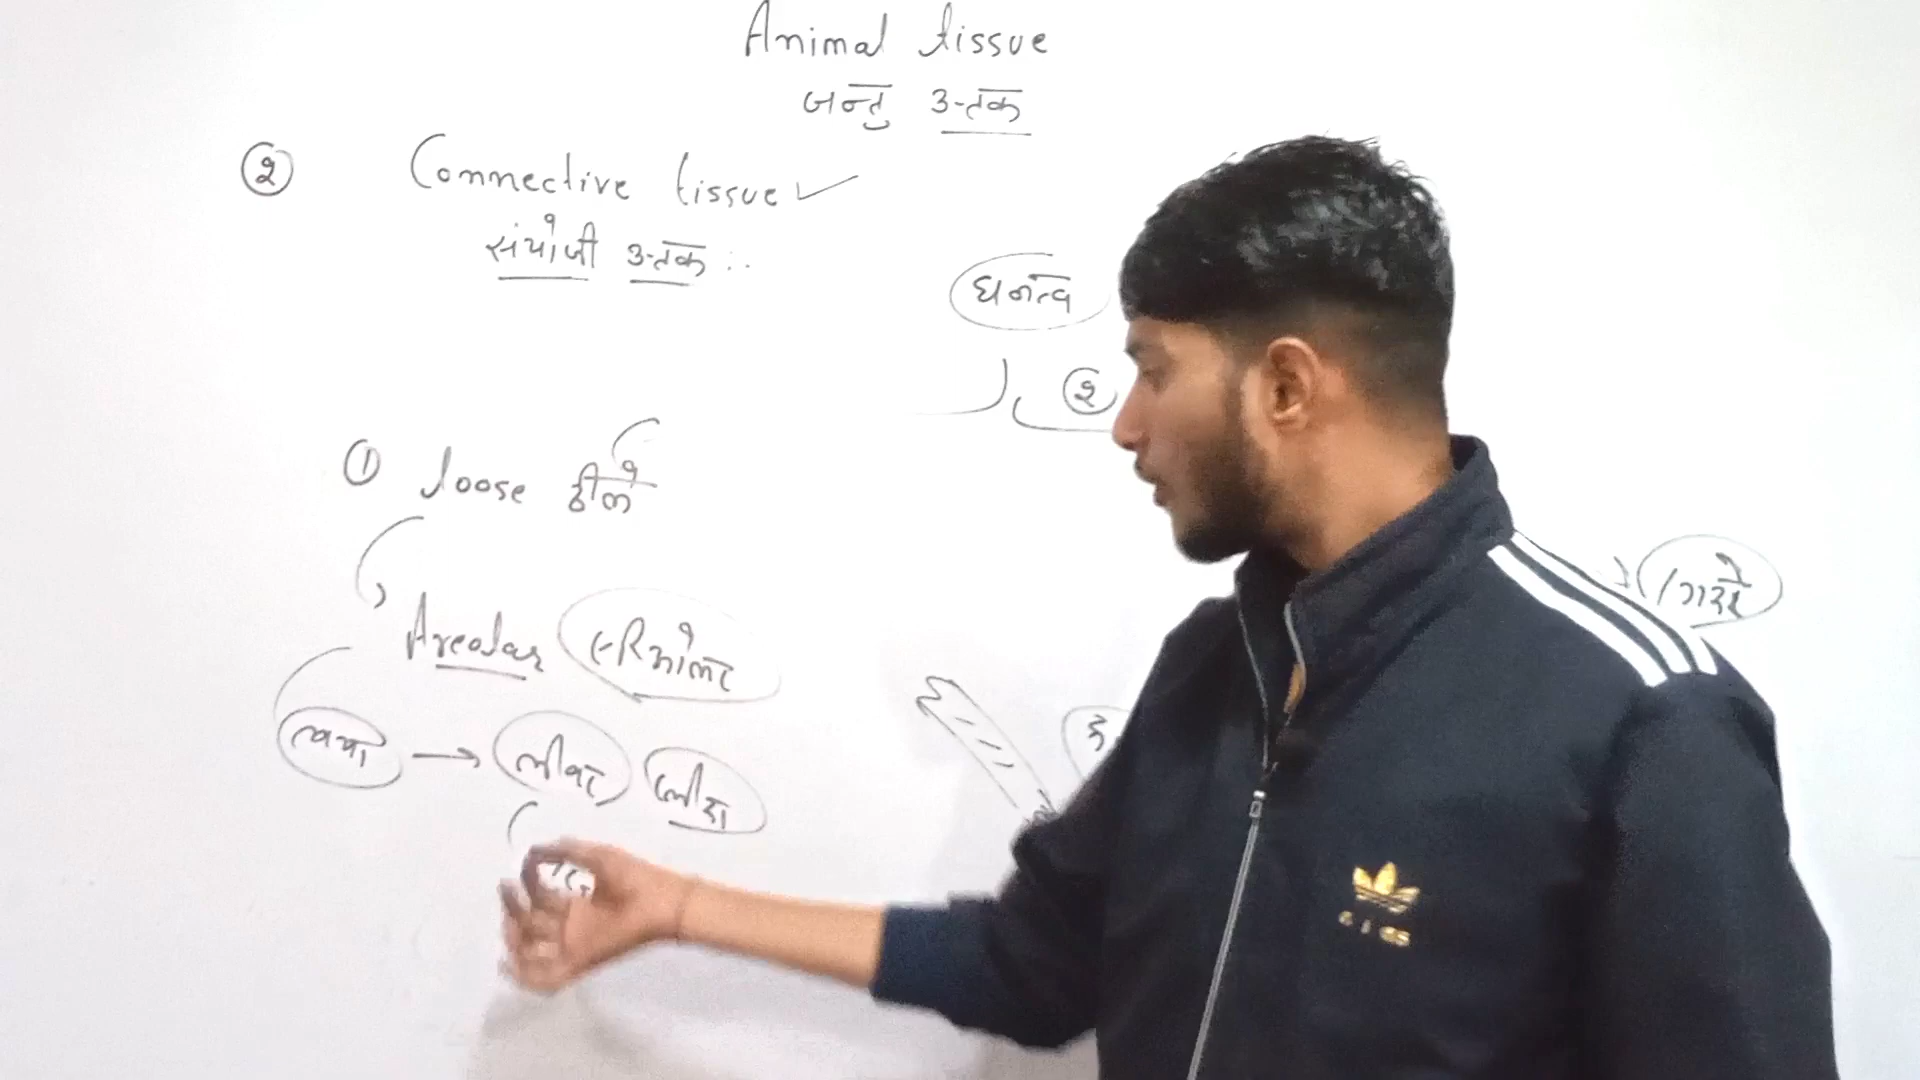 Animal tissue
जन्तु उतक
② Connective tissue ✓
संयोजी उतक :-
घनत्व
②
① loose ढीले
गुर्दे
Areolar एरिओलर
त्वचा → लीवर प्लीहा